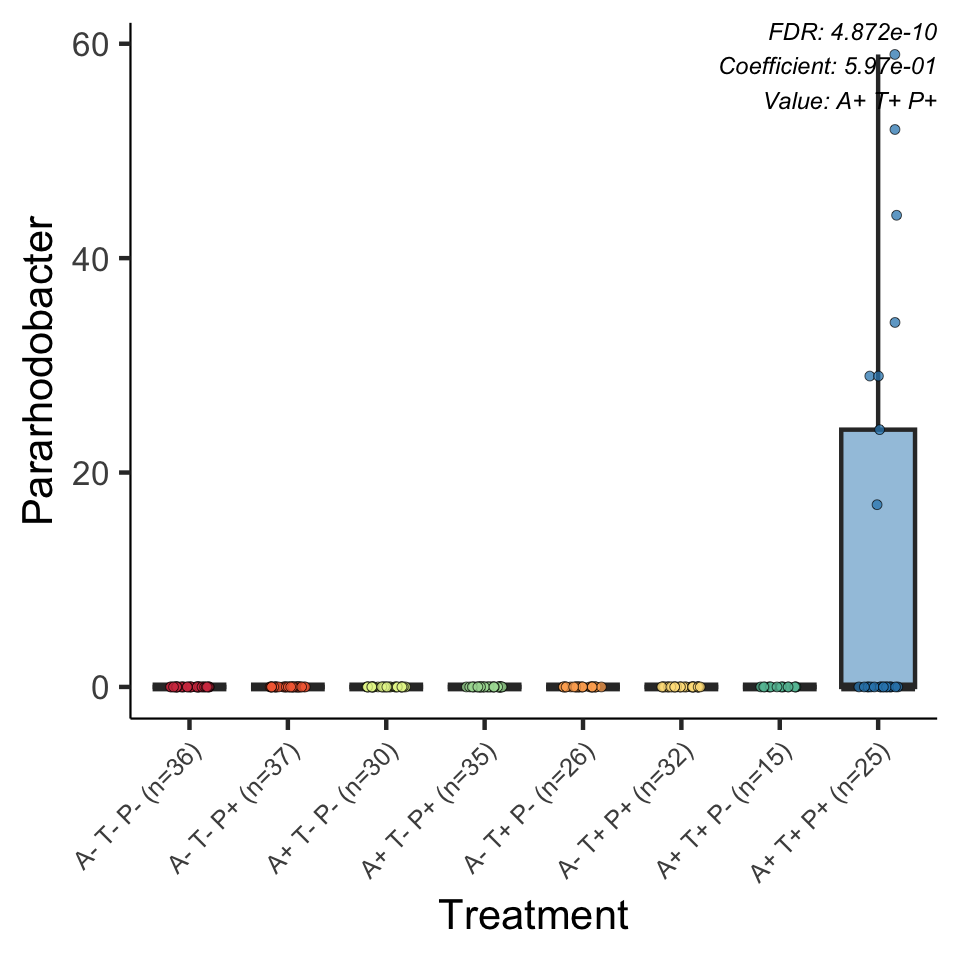 FDR: 4.872e-10
Coefficient: 5.97e-01
Value: A+ T+ P+
60
40
20
0
Pararhodobacter
A- T- P- (n=36)
A- T- P+ (n=37)
A+ T- P- (n=30)
A+ T- P+ (n=35)
A- T+ P- (n=26)
A- T+ P+ (n=32)
A+ T+ P- (n=15)
A+ T+ P+ (n=25)
Treatment